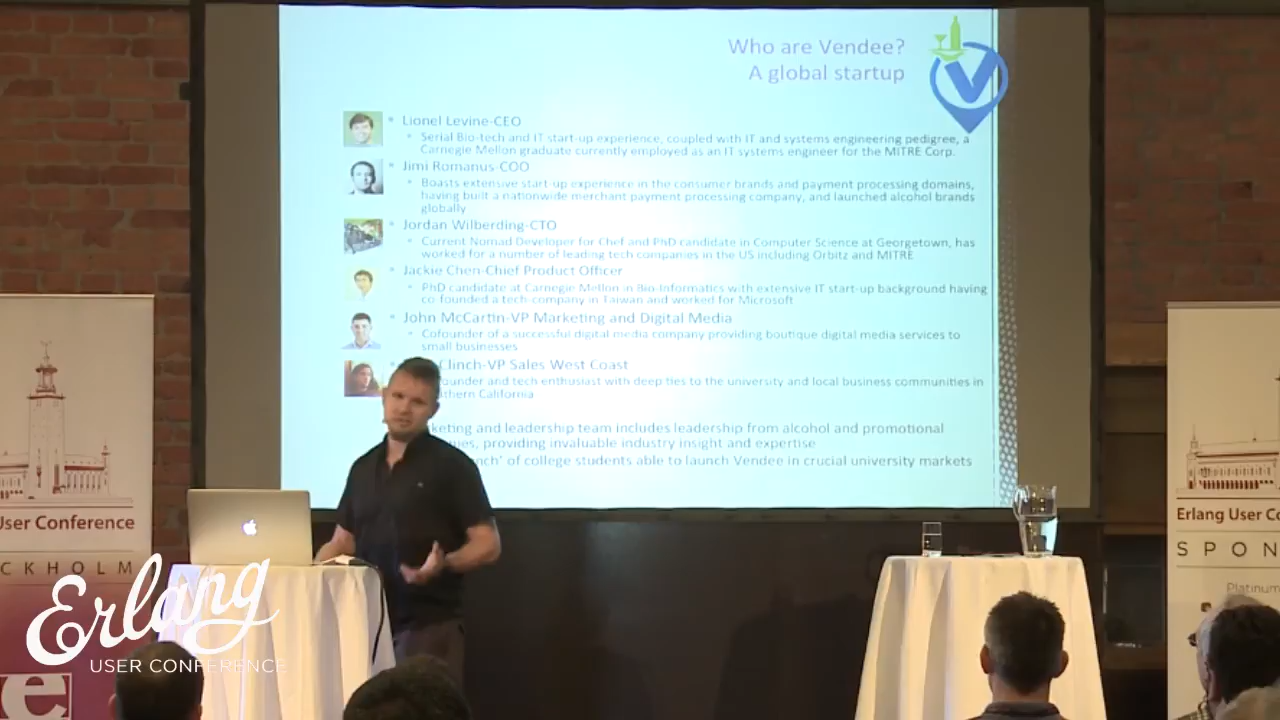 Who are Vendee?
A global startup
Lionel Levine-CEO
Serial Bio-tech and IT start-up experience, coupled with IT and systems engineering pedigree, a
Carnegie Mellon graduate currently employed as an IT systems engineer for the MITRE Corp.
Jimi Romanus-COO
Boasts extensive start-up experience in the consumer brands and payment processing domains,
having built a nationwide merchant payment processing company, and launched alcohol brands
globally
Jordan Wilberding-CTO
Current Nomad Developer for Chef and PhD candidate in Computer Science at Georgetown, has
worked for a number of leading tech companies in the US including Orbitz and MITRE
Jackie Chen-Chief Product Officer
PhD candidate at Carnegie Mellon in Bio-Informatics with extensive IT start-up background having
co-founded a tech company in Taiwan and worked for Microsoft
John McCartin-VP Marketing and Digital Media
Cofounder of a successful digital media company providing boutique digital media services to
small businesses
Clinch-VP Sales West Coast
ounder and tech enthusiast with deep ties to the university and local business communities in
thern California
keting and leadership team includes leadership from alcohol and promotional
ues, providing invaluable industry insight and expertise
nch' of college students able to launch Vendee in crucial university markets
User Conference
CKHOLM
Erlang
USER CONFERENCE
e
Erlang User Co
SPON
Platinum